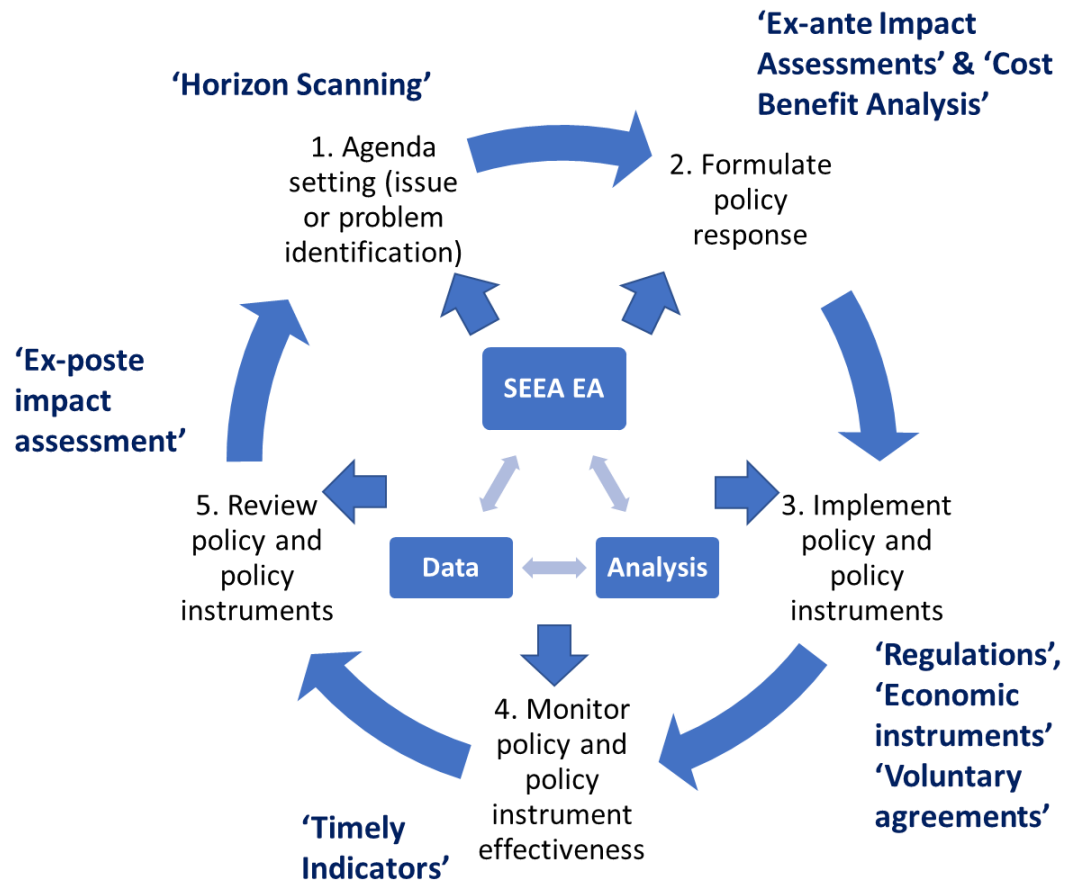 ‘Horizon Scanning’
‘Ex-ante Impact
Assessments’ & ‘Cost
Benefit Analysis’
1. Agenda
setting (issue
or problem
identification)
2. Formulate
policy
response
SEEA EA
‘Ex-poste
impact
assessment’
5. Review
policy and
policy
instruments
Data
Analysis
3. Implement
policy and
policy
instruments
‘Regulations’,
‘Economic
instruments’
‘Voluntary
agreements’
4. Monitor
policy and
policy
instrument
effectiveness
‘Timely
Indicators’